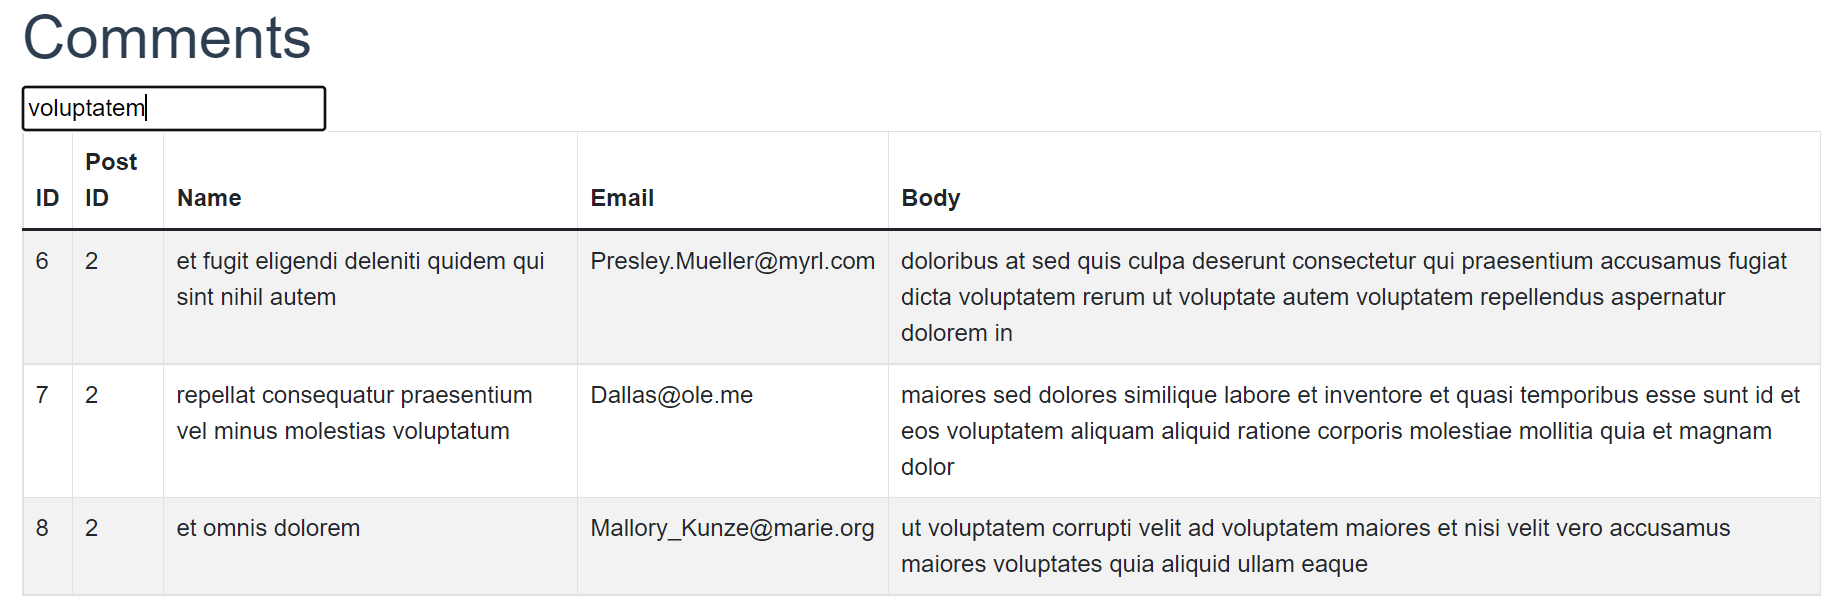 Comments
voluptatem
Post
ID ID Name Email Body
6 2 et fugit eligendi deleniti quidem qui Presley.Mueller@myrl.com doloribus at sed quis culpa deserunt consectetur qui praesentium accusamus fugiat
sint nihil autem dicta voluptatem rerum ut voluptate autem voluptatem repellendus aspernatur
dolorem in
7 2 repellat consequatur praesentium Dallas@ole.me maiores sed dolores similique labore et inventore et quasi temporibus esse sunt id et
vel minus molestias voluptatum eos voluptatem aliquam aliquid ratione corporis molestiae mollitia quia et magnam
dolor
8 2 et omnis dolorem Mallory_Kunze@marie.org ut voluptatem corrupti velit ad voluptatem maiores et nisi velit vero accusamus
maiores voluptates quia aliquid ullam eaque